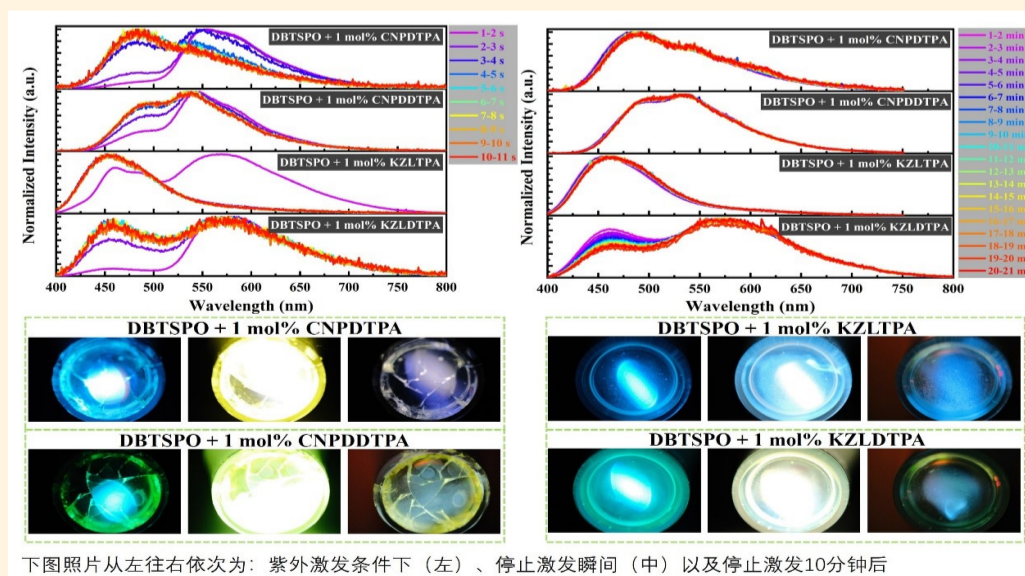 DBTSPO + 1 mol% CNPDTPA
DBTSPO + 1 mol% CNPDDTPA
DBTSPO + 1 mol% KZLTPA
DBTSPO + 1 mol% KZLDTPA
Normalized Intensity (a.u.)
400 450 500 550 600 650 700 750 800
Wavelength (nm)
1-2 s
2-3 s
3-4 s
4-5 s
5-6 s
6-7 s
7-8 s
8-9 s
9-10 s
10-11 s
DBTSPO + 1 mol% CNPDTPA
DBTSPO + 1 mol% CNPDDTPA
DBTSPO + 1 mol% KZLTPA
DBTSPO + 1 mol% KZLDTPA
Normalized Intensity (a.u.)
400 450 500 550 600 650 700 750 800
Wavelength (nm)
1-2 min
2-3 min
3-4 min
4-5 min
5-6 min
6-7 min
7-8 min
8-9 min
9-10 min
11-12 m
12-13 m
13-14 m
14-15 m
15-16 m
17-18 m
18-19 m
19-20 m
20-21 m
DBTSPO + 1 mol% CNPDTPA
DBTSPO + 1 mol% CNPDDTPA
DBTSPO + 1 mol% KZLTPA
DBTSPO + 1 mol% KZLDTPA
下图照片从左往右依次为：紫外激发条件下（左）、停止激发瞬间（中）以及停止激发10分钟后